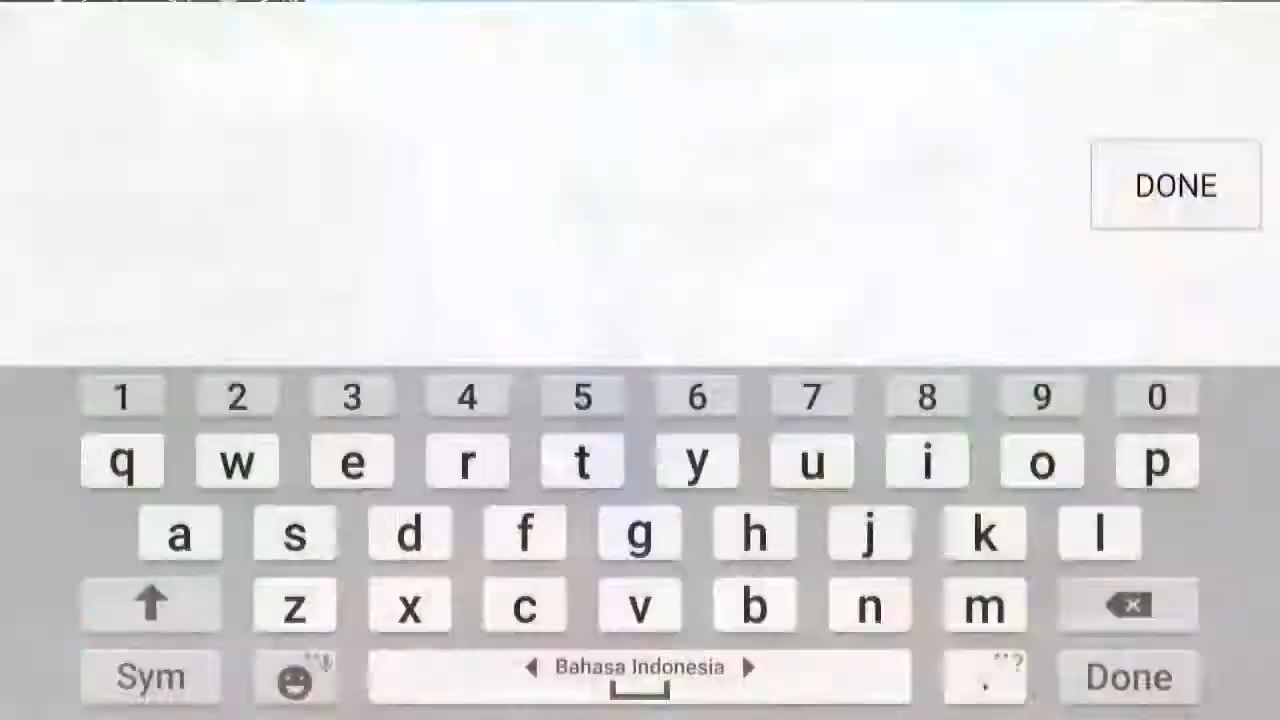 DONE
1 2 3 4 5 6 7 8 9 0
q w e r t y u i o p
a s d f g h j k l
z x c v b n m
Sym Bahasa Indonesia . ? Done